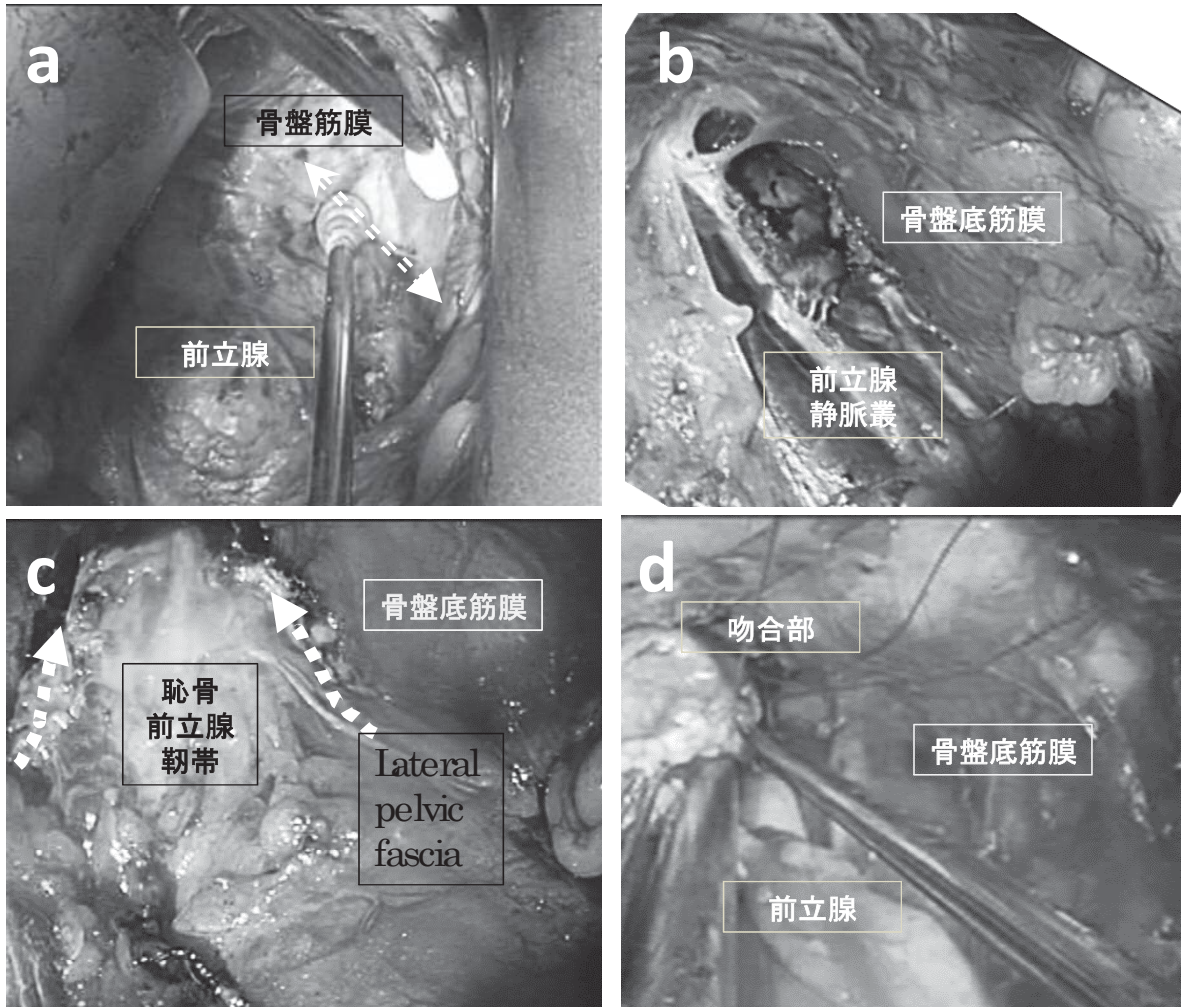 a
骨盤筋膜
前立腺
b
骨盤底筋膜
前立腺
静脈叢
c
骨盤底筋膜
恥骨
前立腺
靭帯
Lateral
pelvic
fascia
d
吻合部
骨盤底筋膜
前立腺